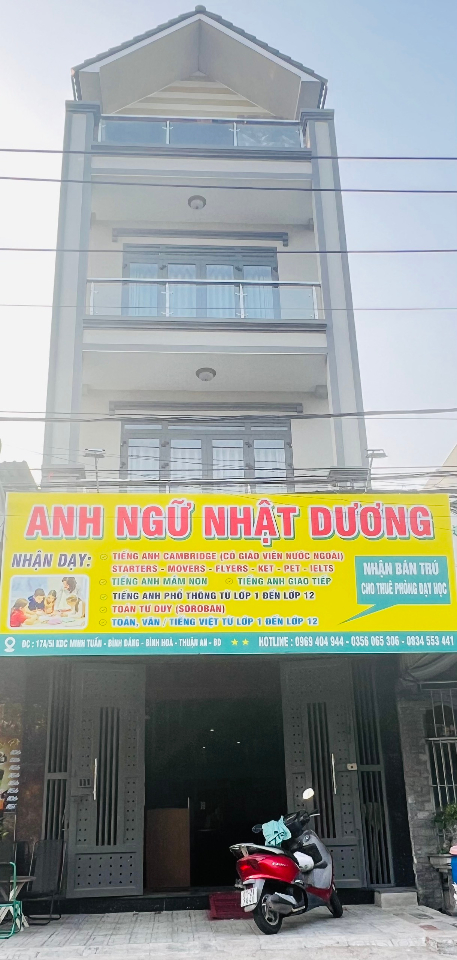 ANH NGỮ NHẬT DƯƠNG
NHẬN DẠY:
TIẾNG ANH CAMBRIDGE (CÓ GIÁO VIÊN NƯỚC NGOÀI)
STARTERS - MOVERS - FLYERS - KET - PET - IELTS
TIẾNG ANH MẦM NON
TIẾNG ANH GIAO TIẾP
TIẾNG ANH PHỔ THÔNG TỪ LỚP 1 ĐẾN LỚP 12
TOÁN TƯ DUY (SOROBAN)
TOÁN, VĂN / TIẾNG VIỆT TỪ LỚP 1 ĐẾN LỚP 12
NHẬN BÁN TRÚ
CHO THUÊ PHÒNG DẠY HỌC
ĐC : 17A/5I KDC MINH TUẤN - BÌNH ĐÁNG - BÌNH HOÀ - THUẬN AN - BD
HOTLINE : 0969 404 944 - 0356 065 306 - 0834 553 441